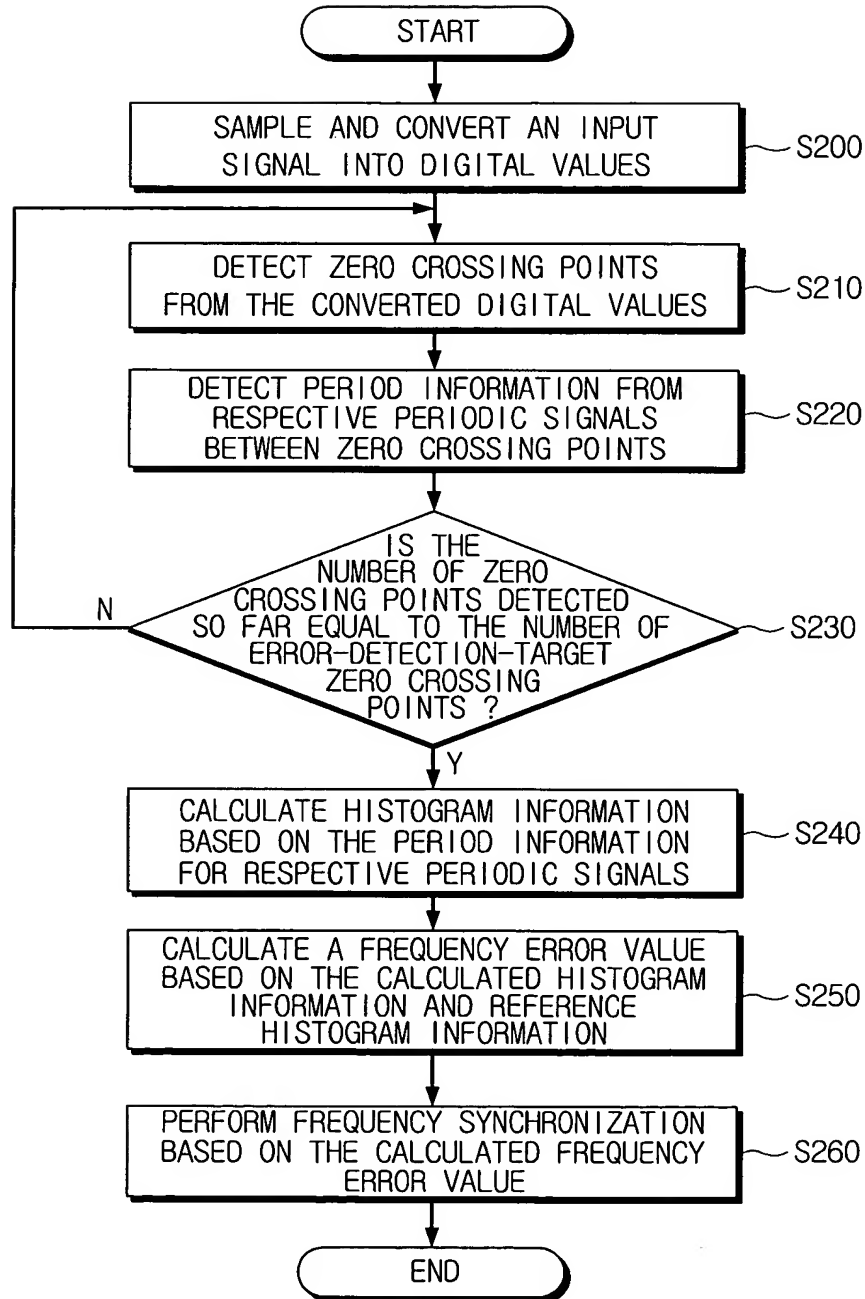 START
SAMPLE AND CONVERT AN INPUT
SIGNAL INTO DIGITAL VALUES
S200
DETECT ZERO CROSSING POINTS
FROM THE CONVERTED DIGITAL VALUES
S210
DETECT PERIOD INFORMATION FROM
RESPECTIVE PERIODIC SIGNALS
BETWEEN ZERO CROSSING POINTS
S220
IS THE
NUMBER OF ZERO
CROSSING POINTS DETECTED
SO FAR EQUAL TO THE NUMBER OF
ERROR-DETECTION-TARGET
ZERO CROSSING
POINTS ?
S230
N
Y
CALCULATE HISTOGRAM INFORMATION
BASED ON THE PERIOD INFORMATION
FOR RESPECTIVE PERIODIC SIGNALS
S240
CALCULATE A FREQUENCY ERROR VALUE
BASED ON THE CALCULATED HISTOGRAM
INFORMATION AND REFERENCE
HISTOGRAM INFORMATION
S250
PERFORM FREQUENCY SYNCHRONIZATION
BASED ON THE CALCULATED FREQUENCY
ERROR VALUE
S260
END